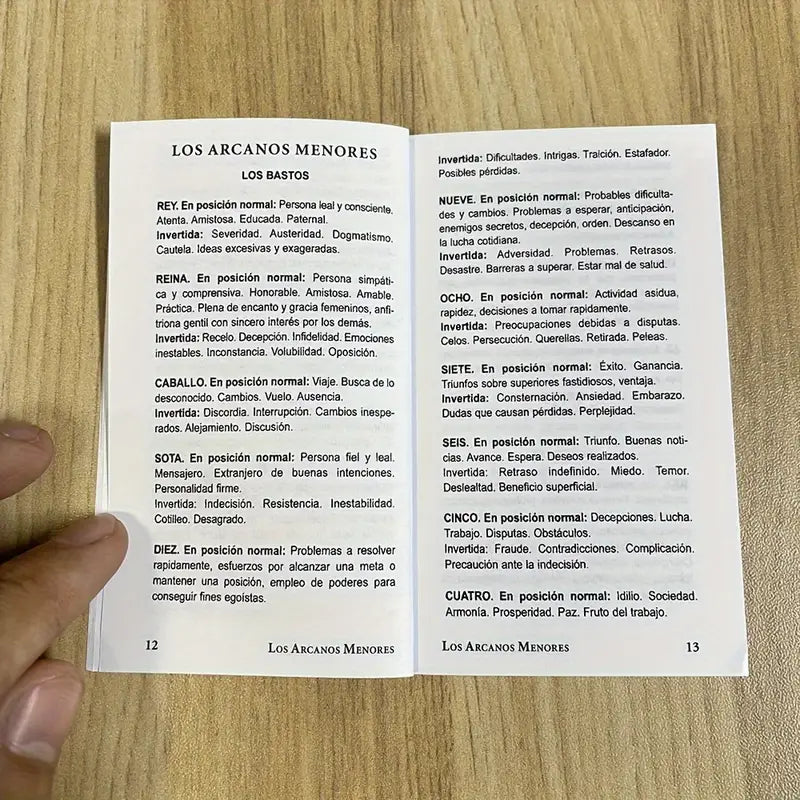 LOS ARCANOS MENORES
LOS BASTOS
REY. En posición normal: Persona leal y consciente.
Atenta. Amistosa. Educada. Paternal.
Invertida: Severidad. Austeridad. Dogmatismo.
Cautela. Ideas excesivas y exageradas.
REINA. En posición normal: Persona simpáti-
ca y comprensiva. Honorable. Amistosa. Amable.
Práctica. Plena de encanto y gracia femeninos, anfi-
triona gentil con sincero interés por los demás.
Invertida: Recelo. Decepción. Infidelidad. Emociones
inestables. Inconstancia. Volubilidad. Oposición.
CABALLO. En posición normal: Viaje. Busca de lo
desconocido. Cambios. Vuelo. Ausencia.
Invertida: Discordia. Interrupción. Cambios inespe-
rados. Alejamiento. Discusión.
SOTA. En posición normal: Persona fiel y leal.
Mensajero. Extranjero de buenas intenciones.
Personalidad firme.
Invertida: Indecisión. Resistencia. Inestabilidad.
Cotilleo. Desagrado.
DIEZ. En posición normal: Problemas a resolver
rapidamente, esfuerzos por alcanzar una meta o
mantener una posición, empleo de poderes para
conseguir fines egoístas.
12
LOS ARCANOS MENORES
Invertida: Dificultades. Intrigas. Traición. Estafador.
Posibles pérdidas.
NUEVE. En posición normal: Probables dificulta-
des y cambios. Problemas a esperar, anticipación,
enemigos secretos, decepción, orden. Descanso en
la lucha cotidiana.
Invertida: Adversidad. Problemas. Retrasos.
Desastre. Barreras a superar. Estar mal de salud.
OCHO. En posición normal: Actividad asidua,
rapidez, decisiones a tomar rapidamente.
Invertida: Preocupaciones debidas a disputas.
Celos. Persecución. Querellas. Retirada. Peleas.
SIETE. En posición normal: Éxito. Ganancia.
Triunfos sobre superiores fastidiosos, ventaja.
Invertida: Consternación. Ansiedad. Embarazo.
Dudas que causan pérdidas. Perplejidad.
SEIS. En posición normal: Triunfo. Buenas noti-
cias. Avance. Espera. Deseos realizados.
Invertida: Retraso indefinido. Miedo. Temor.
Deslealtad. Beneficio superficial.
CINCO. En posición normal: Decepciones. Lucha.
Trabajo. Disputas. Obstáculos.
Invertida: Fraude. Contradicciones. Complicación.
Precaución ante la indecisión.
CUATRO. En posición normal: Idilio. Sociedad.
Armonía. Prosperidad. Paz. Fruto del trabajo.
LOS ARCANOS MENORES
13